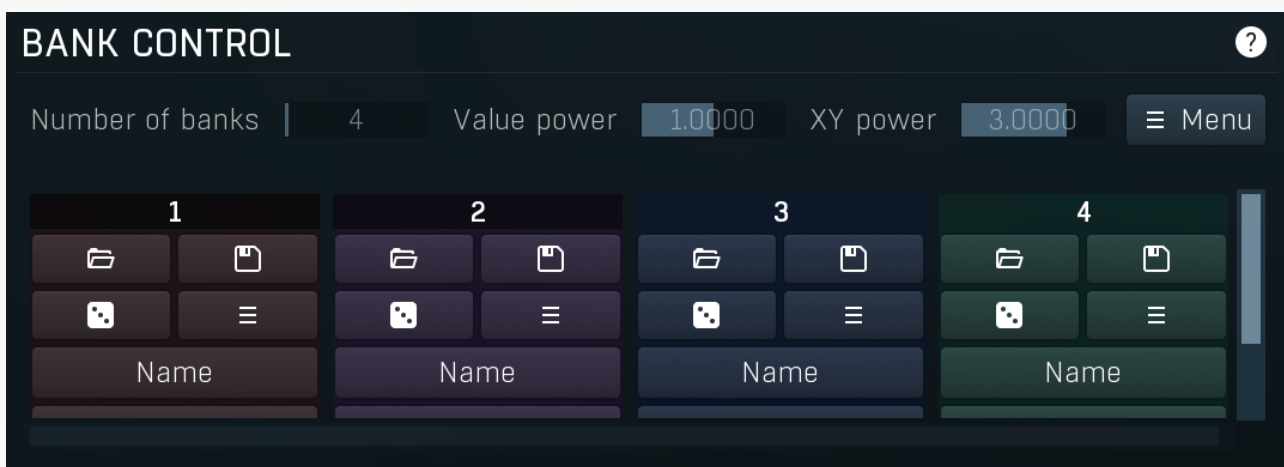 BANK CONTROL ?
Number of banks 4 Value power 1.0000 XY power 3.0000 Menu
1 2 3 4
Name Name Name Name